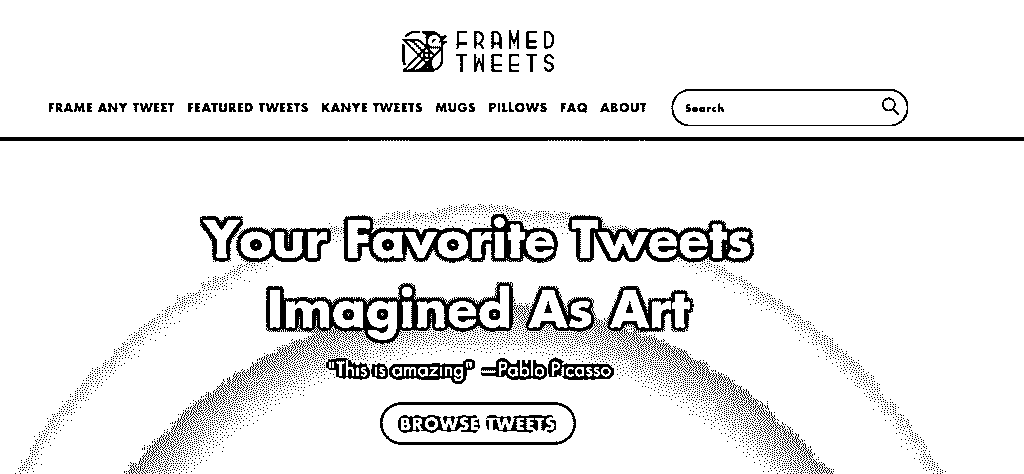 FRAMED
TWEETS
FRAME ANY TWEET FEATURED TWEETS KANYE TWEETS MUGS PILLOWS FAQ ABOUT Search
Your Favorite Tweets
Imagined As Art
"This is amazing" —Pablo Picasso
BROWSE TWEETS